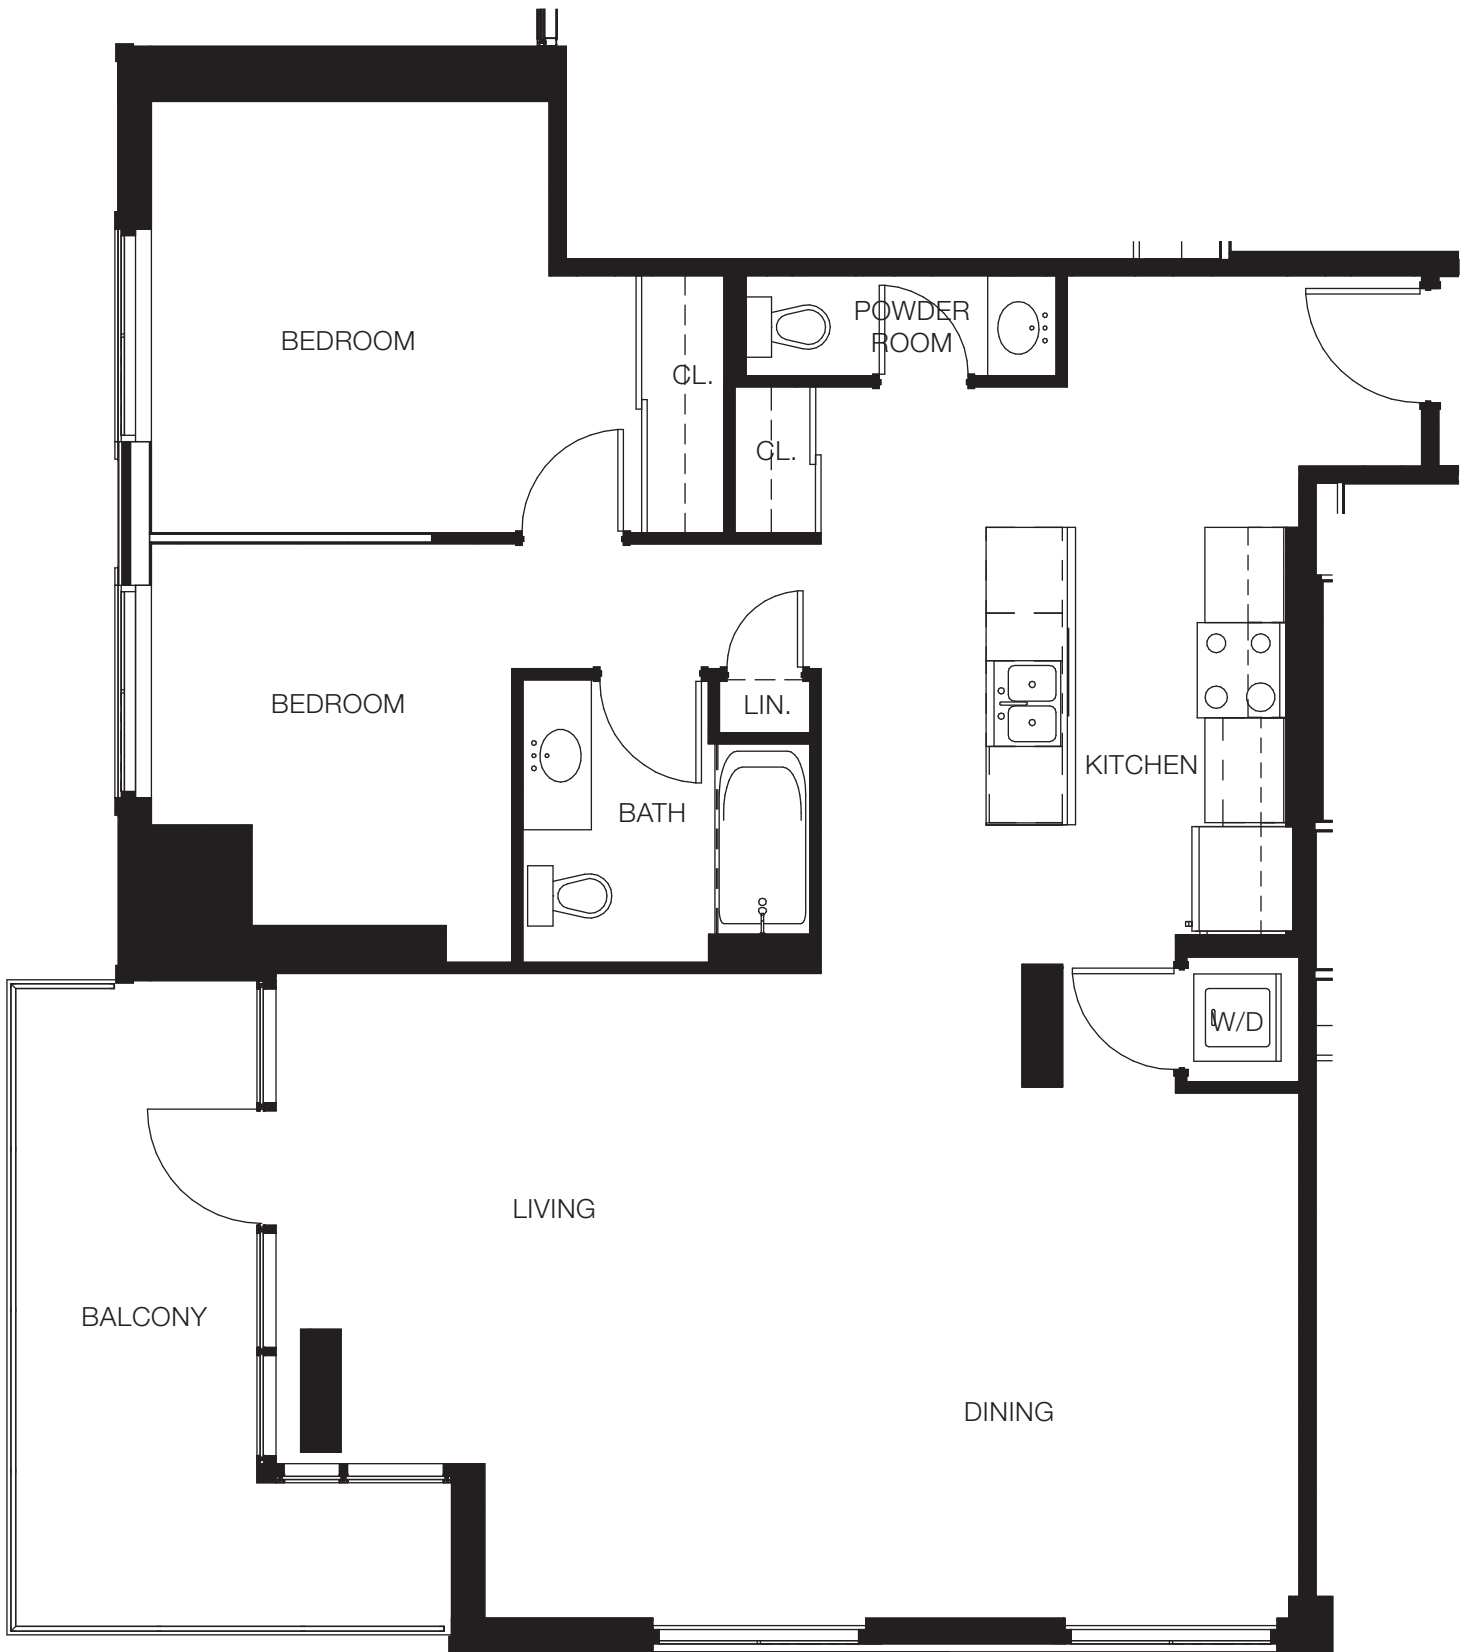 POWDER
ROOM
BEDROOM
CL.
CL.
BEDROOM
LIN.
KITCHEN
BATH
W/D
LIVING
BALCONY
DINING